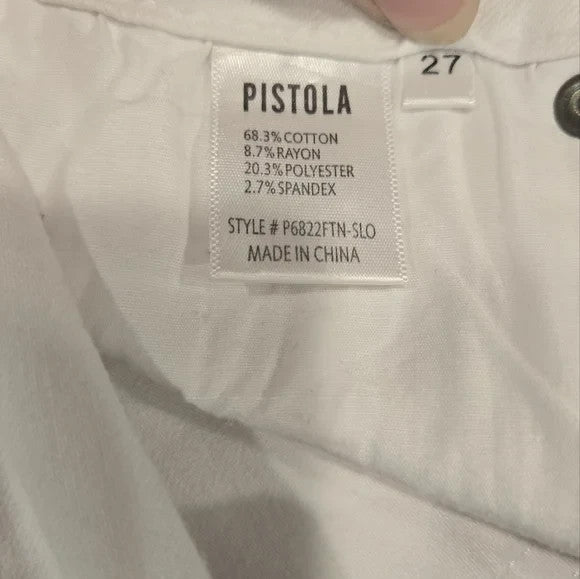 PISTOLA
68.3% COTTON
8.7% RAYON
20.3% POLYESTER
2.7% SPANDEX
STYLE # P6822FTN-SLO
MADE IN CHINA
27